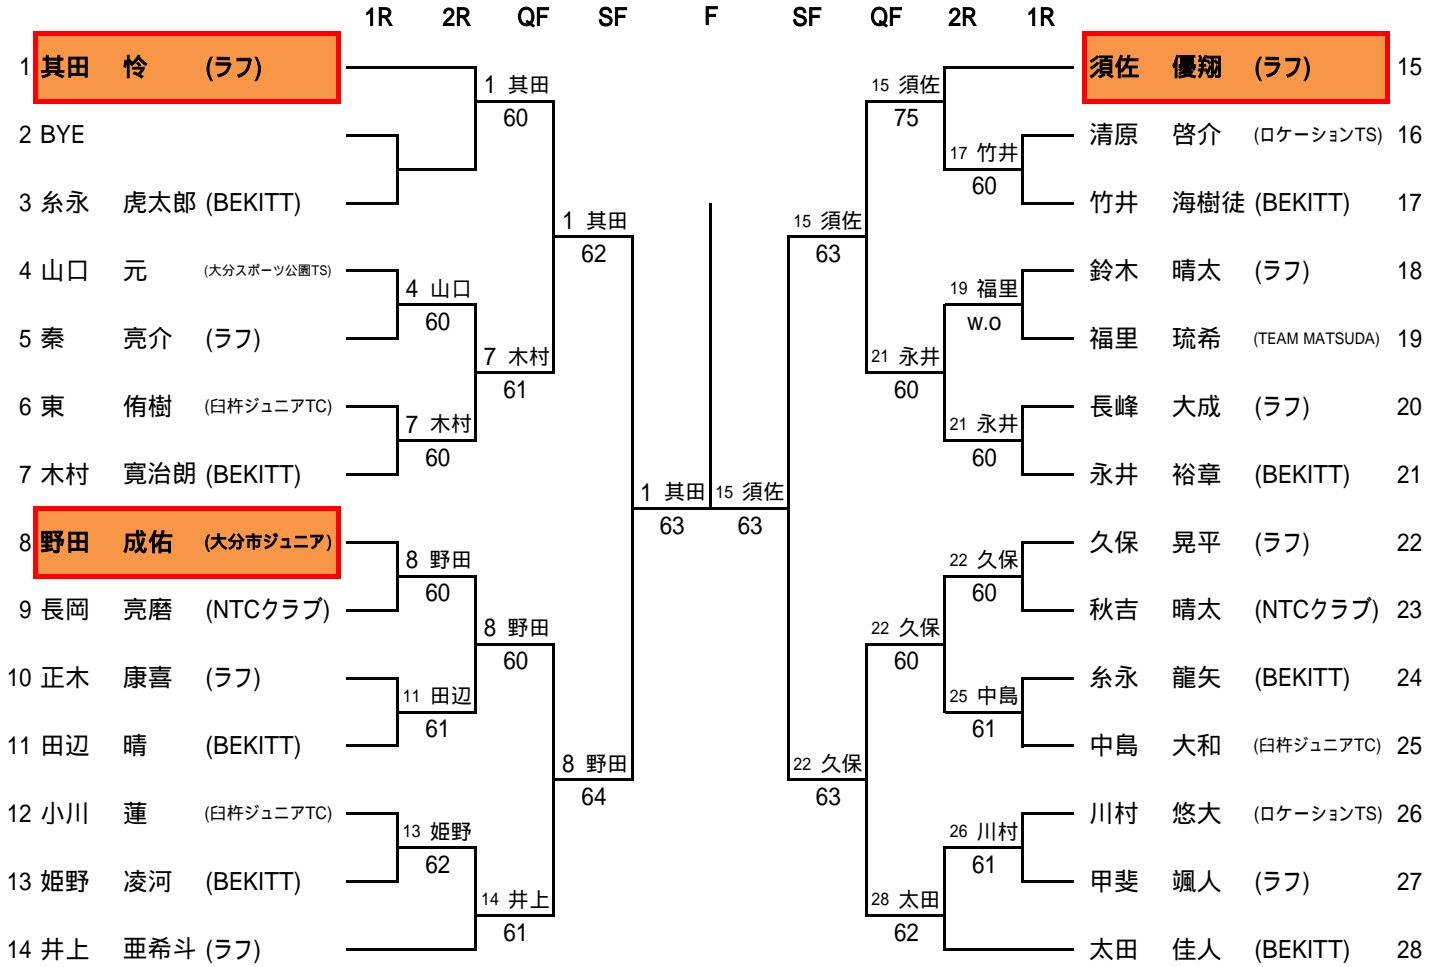 1R 2R QF SF F SF QF 2R 1R
1 其田 怜 (ラフ)
2 BYE
3 糸永 虎太郎 (BEKITT)
4 山口 元 (大分スポーツ公園TS)
5 秦 亮介 (ラフ)
6 東 侑樹 (臼杵ジュニアTC)
7 木村 寛治朗 (BEKITT)
8 野田 成佑 (大分市ジュニア)
9 長岡 亮磨 (NTCクラブ)
10 正木 康喜 (ラフ)
11 田辺 晴 (BEKITT)
12 小川 蓮 (臼杵ジュニアTC)
13 姫野 凌河 (BEKITT)
14 井上 亜希斗 (ラフ)
4 山口
60
7 木村
60
8 野田
60
11 田辺
61
13 姫野
62
1 其田
60
7 木村
61
8 野田
60
14 井上
61
1 其田
62
8 野田
64
1 其田
63
15 須佐
63
15 須佐
63
22 久保
63
15 須佐
75
21 永井
60
22 久保
60
28 太田
62
17 竹井
60
19 福里
w.o
21 永井
60
22 久保
60
25 中島
61
26 川村
61
須佐 優翔 (ラフ) 15
清原 啓介 (ロケーションTS) 16
竹井 海樹徒 (BEKITT) 17
鈴木 晴太 (ラフ) 18
福里 琉希 (TEAM MATSUDA) 19
長峰 大成 (ラフ) 20
永井 裕章 (BEKITT) 21
久保 晃平 (ラフ) 22
秋吉 晴太 (NTCクラブ) 23
糸永 龍矢 (BEKITT) 24
中島 大和 (臼杵ジュニアTC) 25
川村 悠大 (ロケーションTS) 26
甲斐 颯人 (ラフ) 27
太田 佳人 (BEKITT) 28